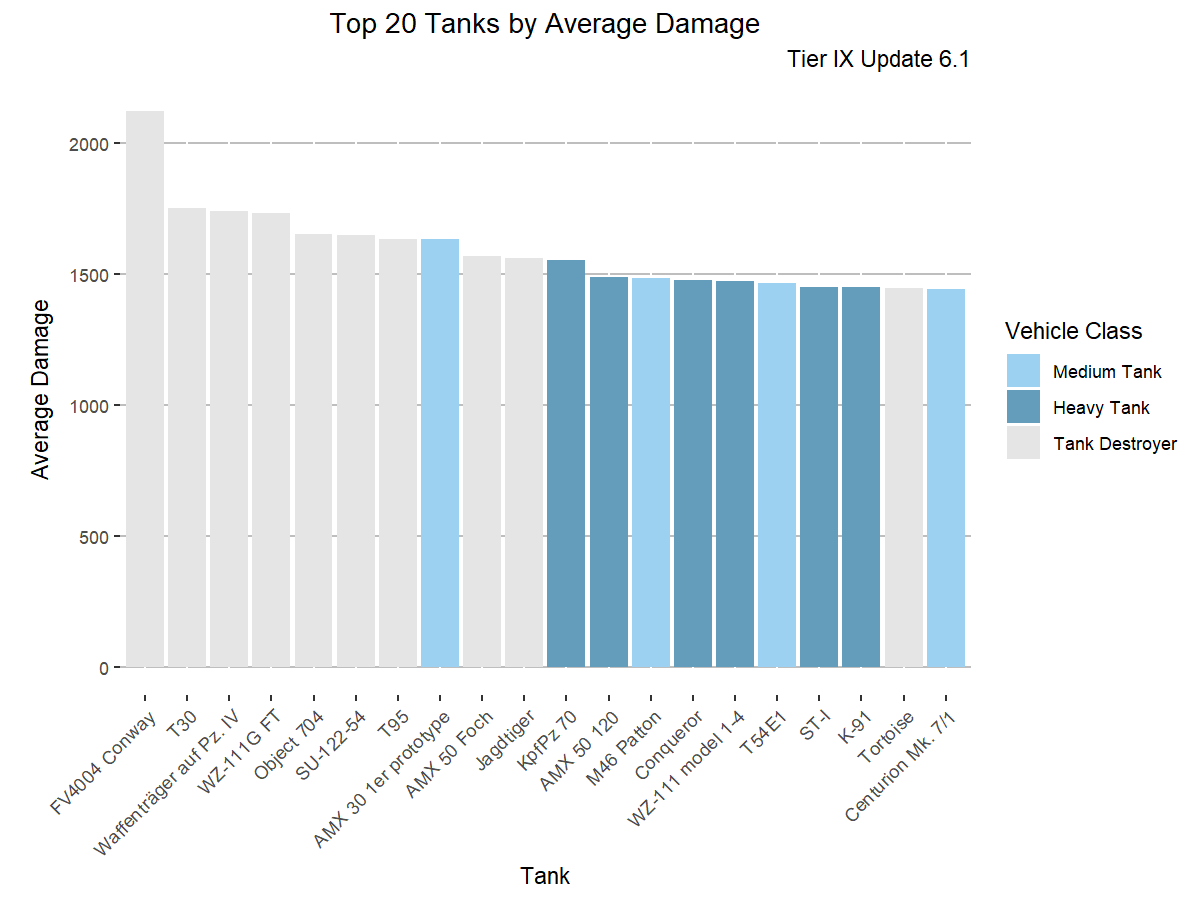 Top 20 Tanks by Average Damage
Tier IX Update 6.1
Average Damage
2000
1500
1000
500
0
FV4004 Conway
T30
Waffenträger auf Pz. IV
WZ-111G FT
Object 704
SU-122-54
T95
AMX 30 1er prototype
AMX 50 Foch
Jagdtiger
KpfPz 70
AMX 50 120
M46 Patton
Conqueror
WZ-111 model 1-4
T54E1
ST-I
K-91
Tortoise
Centurion Mk. 7/1
Tank
Vehicle Class
Medium Tank
Heavy Tank
Tank Destroyer